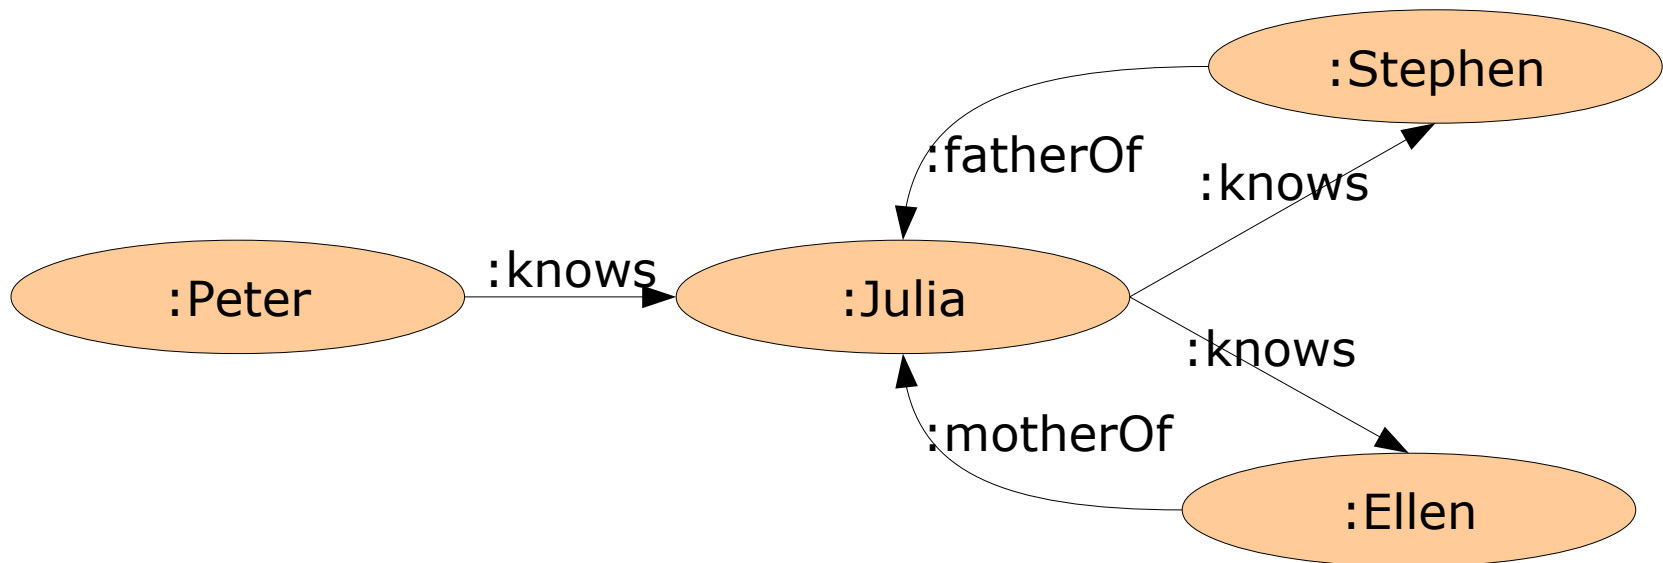 :Stephen
:fatherOf
:knows
:knows
:Peter
:Julia
:knows
:motherOf
:Ellen